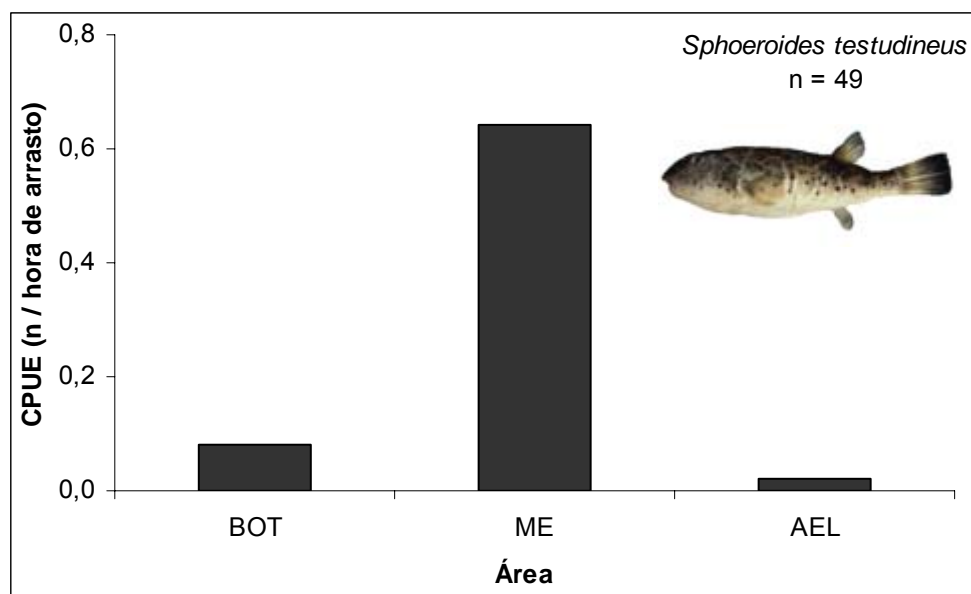 Sphoeroides testudineus
n = 49
CPUE (n / hora de arrasto)
0,8
0,6
0,4
0,2
0,0
BOT
ME
AEL
Área